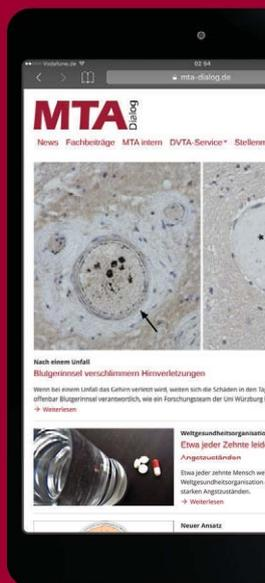 Vodafone.de
02:54
mta-dialog.de
MTA Dialog
News Fachbeiträge MTA intern DVTA-Service Stellenm
Nach einem Unfall
Blutgerinnsel verschlimmern Hirnverletzungen
Wenn bei einem Unfall das Gehirn verletzt wird, weiten sich die Schäden in den Tag
offenbar Blutgerinnsel verantwortlich, wie ein Forschungsteam der Uni Würzburg
→ Weiterlesen
Weltgesundheitsorganisatio
Etwa jeder Zehnte leid
Angstzuständen
Etwa jeder zehnte Mensch we
Weltgesundheitsorganisation
starken Angstzuständen.
→ Weiterlesen
Neuer Ansatz